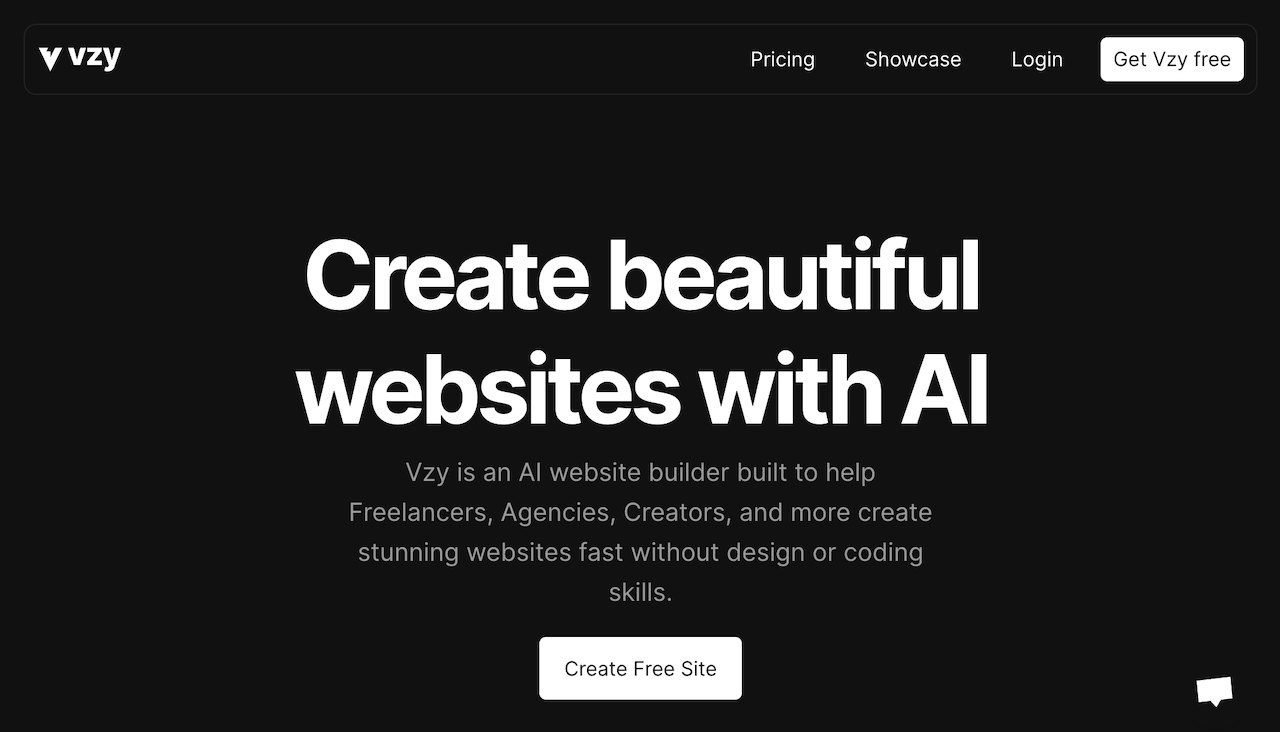 vzy
Pricing
Showcase
Login
Get Vzy free
Create beautiful
websites with AI
Vzy is an AI website builder built to help
Freelancers, Agencies, Creators, and more create
stunning websites fast without design or coding
skills.
Create Free Site